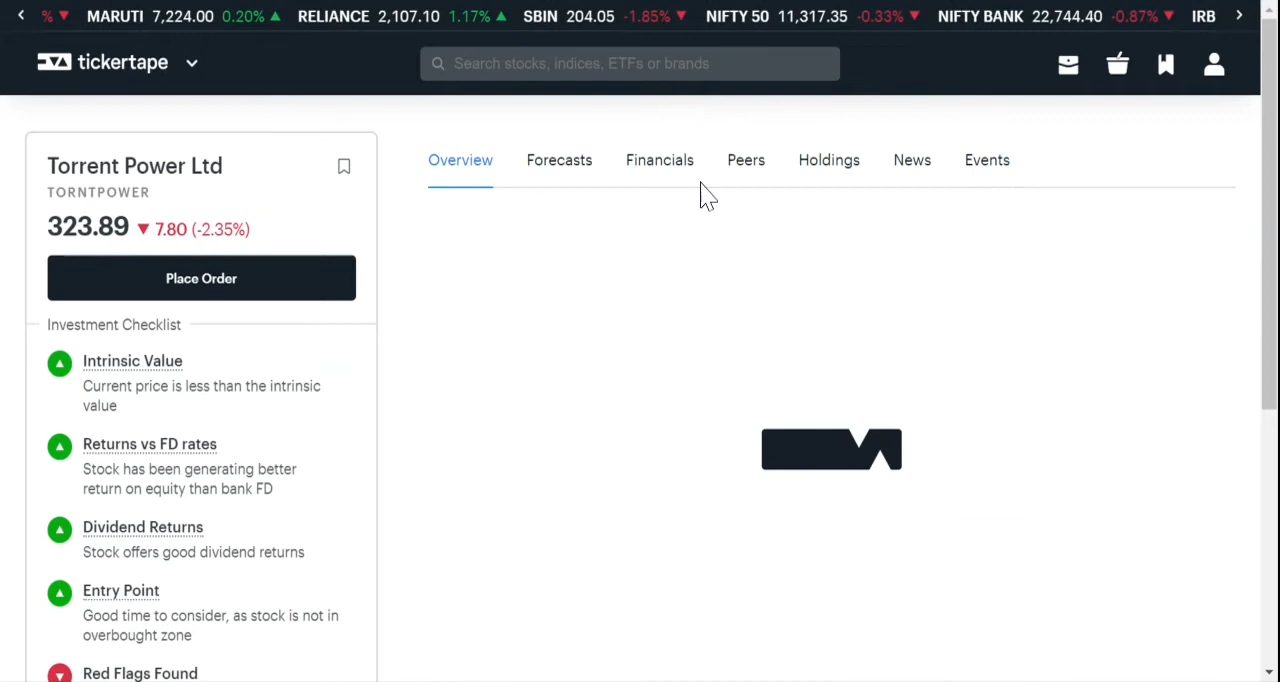 % ▼ MARUTI 7,224.00 0.20% ▲ RELIANCE 2,107.10 1.17% ▲ SBIN 204.05 -1.85% ▼ NIFTY 50 11,317.35 -0.33% ▼ NIFTY BANK 22,744.40 -0.87% ▼ IRB
tickertape
Search stocks, indices, ETFs or brands
Overview Forecasts Financials Peers Holdings News Events
Torrent Power Ltd
TORNTPOWER
323.89 ▼ 7.80 (-2.35%)
Place Order
Investment Checklist
Intrinsic Value
Current price is less than the intrinsic
value
Returns vs FD rates
Stock has been generating better
return on equity than bank FD
Dividend Returns
Stock offers good dividend returns
Entry Point
Good time to consider, as stock is not in
overbought zone
Red Flags Found